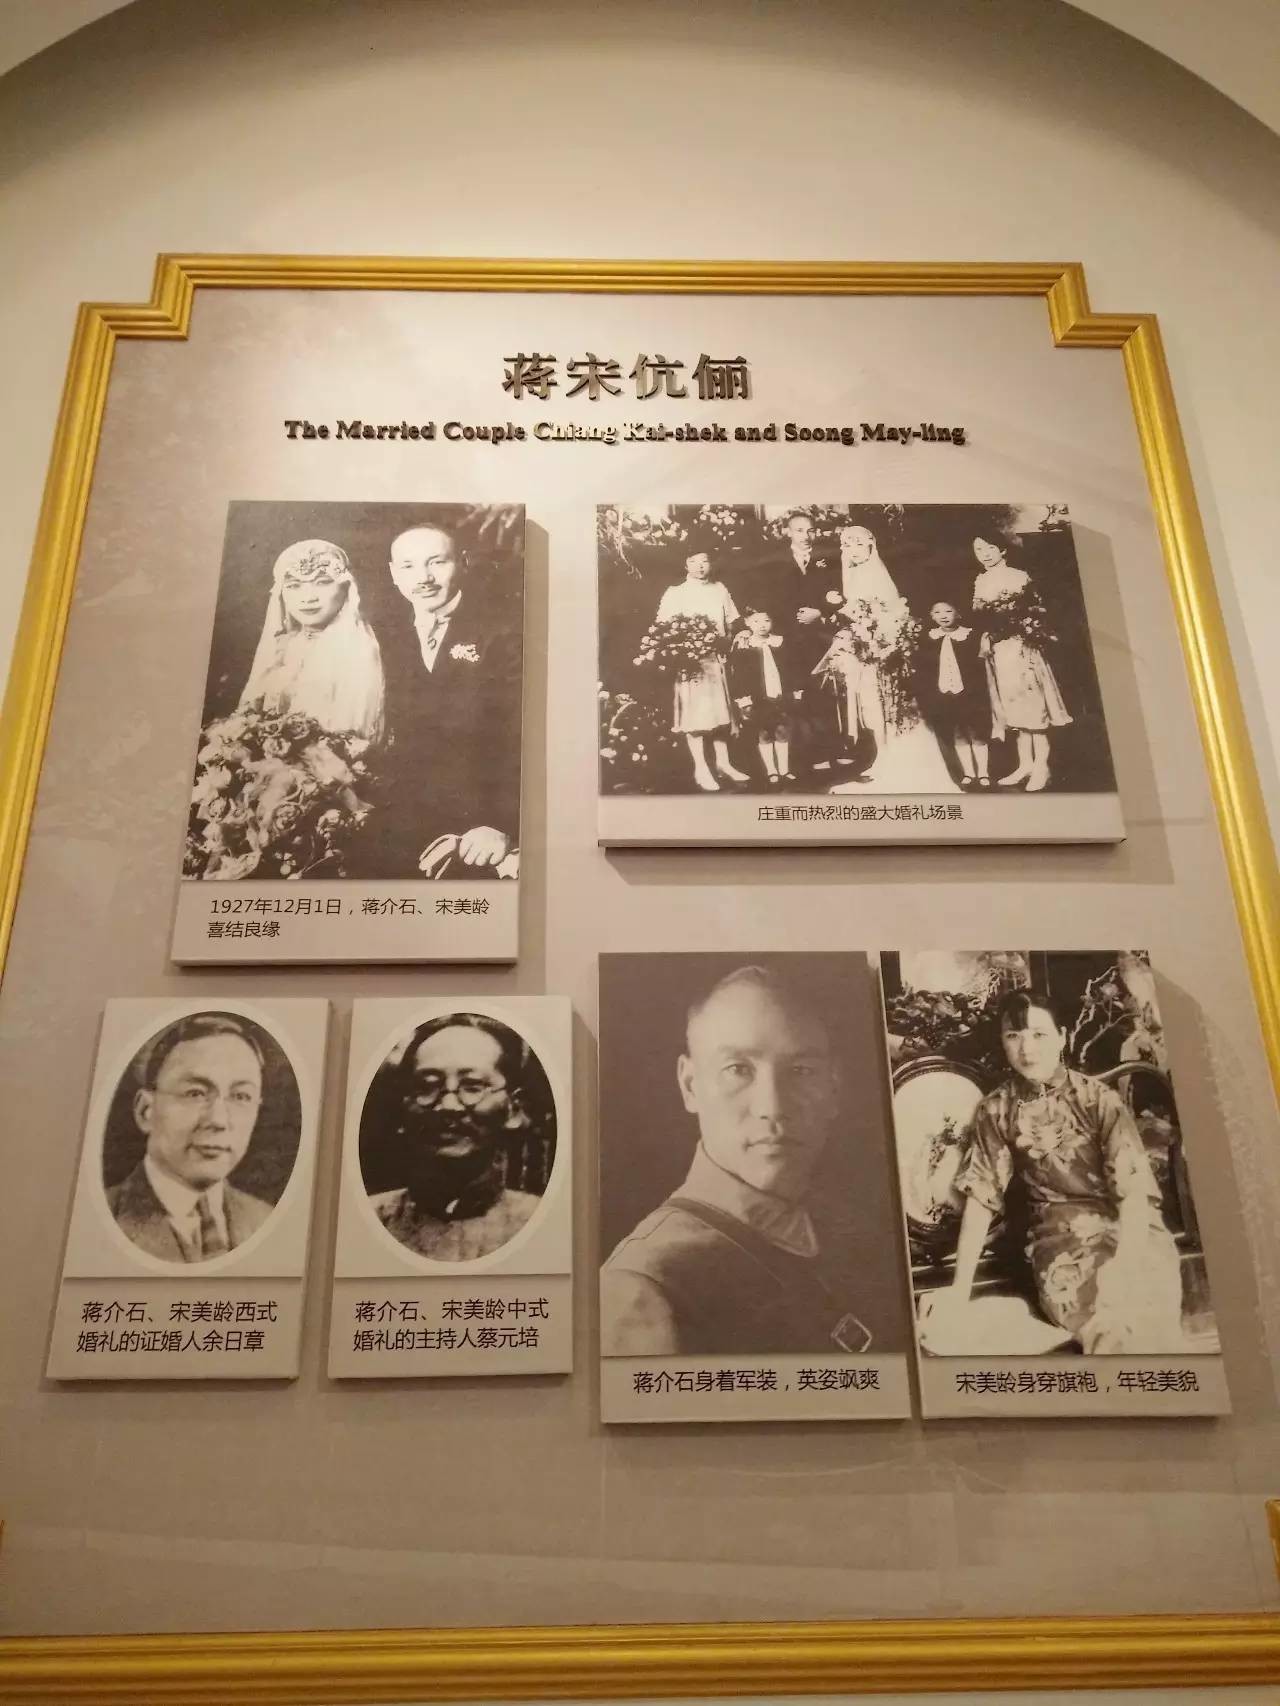 蒋宋伉俪
The Married Couple Chiang Kai-shek and Soong May-ling
1927年12月1日，蒋介石、宋美龄
喜结良缘
庄重而热烈的盛大婚礼场景
蒋介石、宋美龄西式
婚礼的证婚人余日章
蒋介石、宋美龄中式
婚礼的主持人蔡元培
蒋介石身着军装，英姿飒爽
宋美龄身穿旗袍，年轻美貌